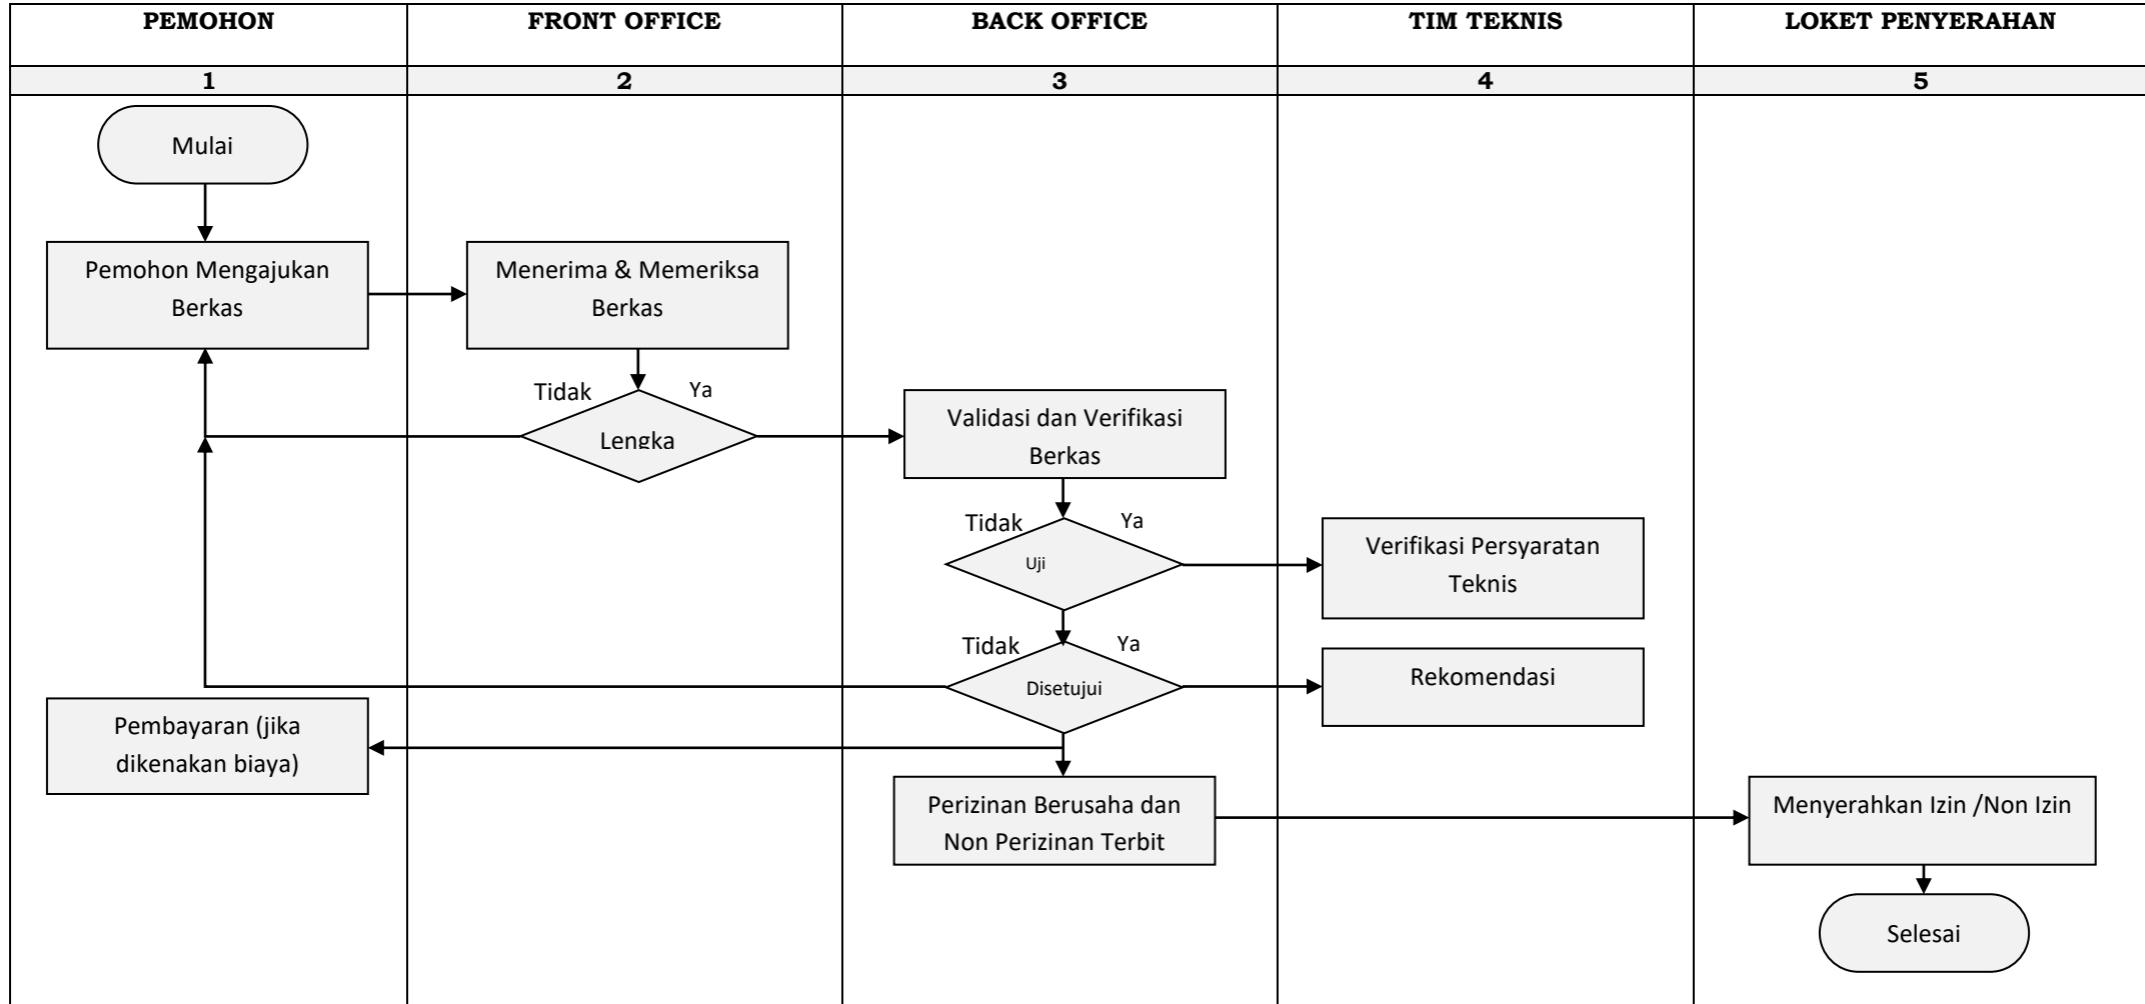 PEMOHON
FRONT OFFICE
BACK OFFICE
TIM TEKNIS
LOKET PENYERAHAN
1
2
3
4
5
Mulai
Pemohon Mengajukan
Berkas
Menerima & Memeriksa
Berkas
Tidak
Ya
Lengka
Validasi dan Verifikasi
Berkas
Tidak
Ya
Uji
Verifikasi Persyaratan
Teknis
Tidak
Ya
Disetujui
Rekomendasi
Pembayaran (jika
dikenakan biaya)
Perizinan Berusaha dan
Non Perizinan Terbit
Menyerahkan Izin /Non Izin
Selesai